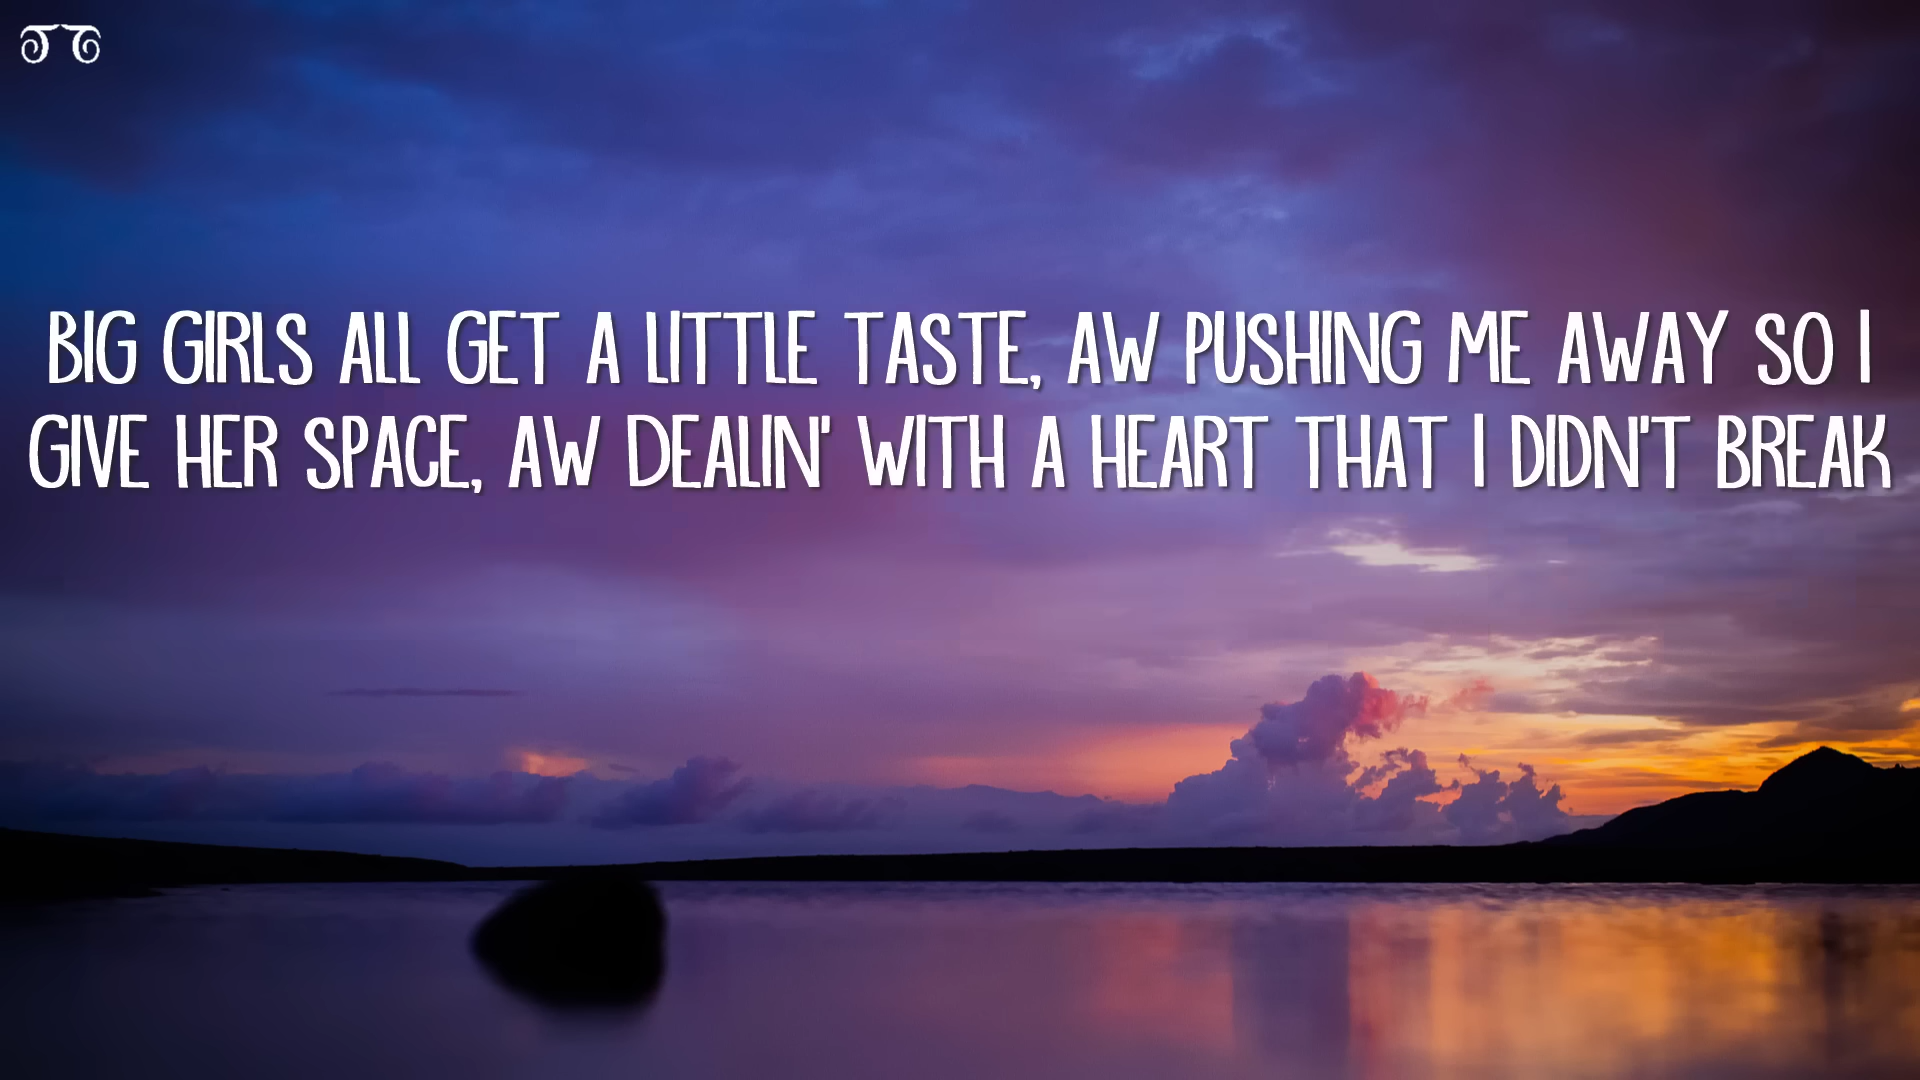 BIG GIRLS ALL GET A LITTLE TASTE, AW PUSHING ME AWAY SO I
GIVE HER SPACE, AW DEALIN' WITH A HEART THAT I DIDN'T BREAK